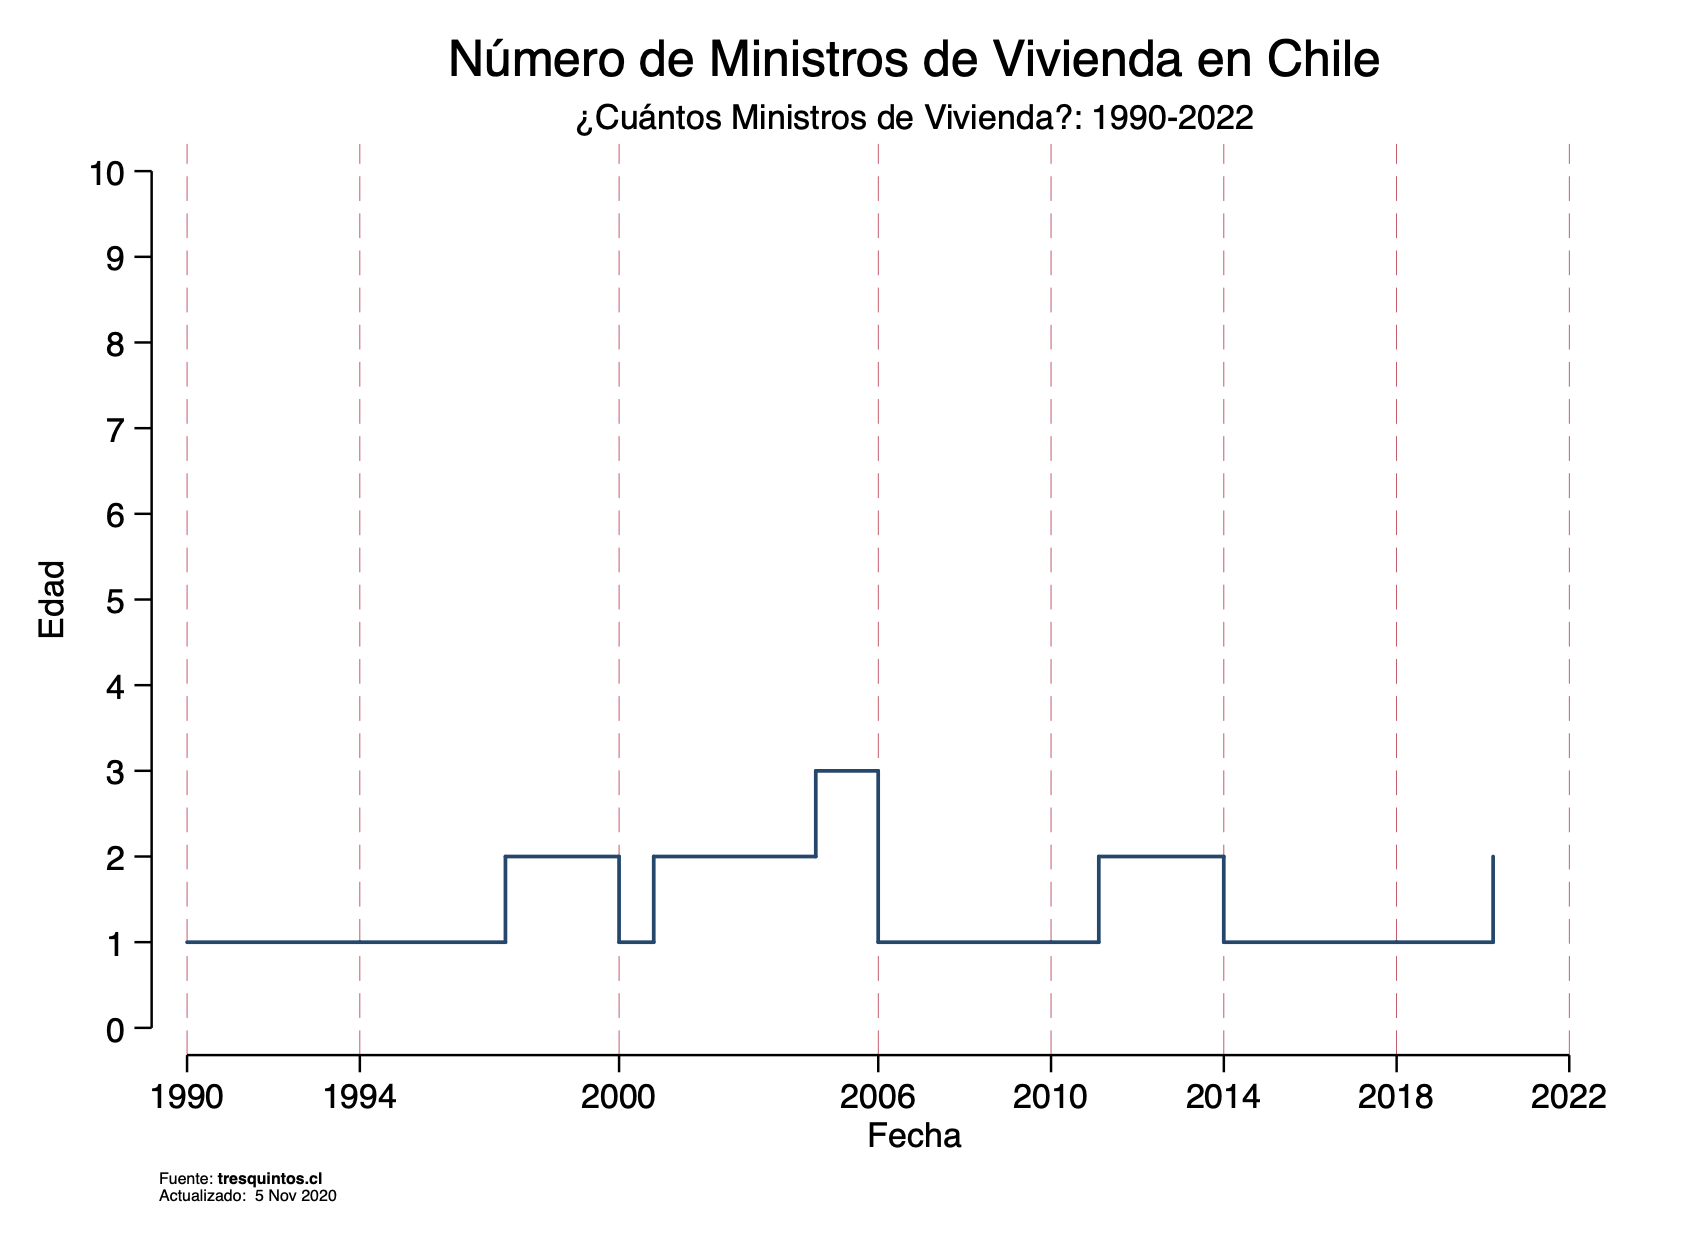 Número de Ministros de Vivienda en Chile
¿Cuántos Ministros de Vivienda?: 1990-2022
10
9
8
7
6
5
4
3
2
1
0
Edad
1990 1994 2000 2006 2010 2014 2018 2022
Fecha
Fuente: tresquintos.cl
Actualizado: 5 Nov 2020